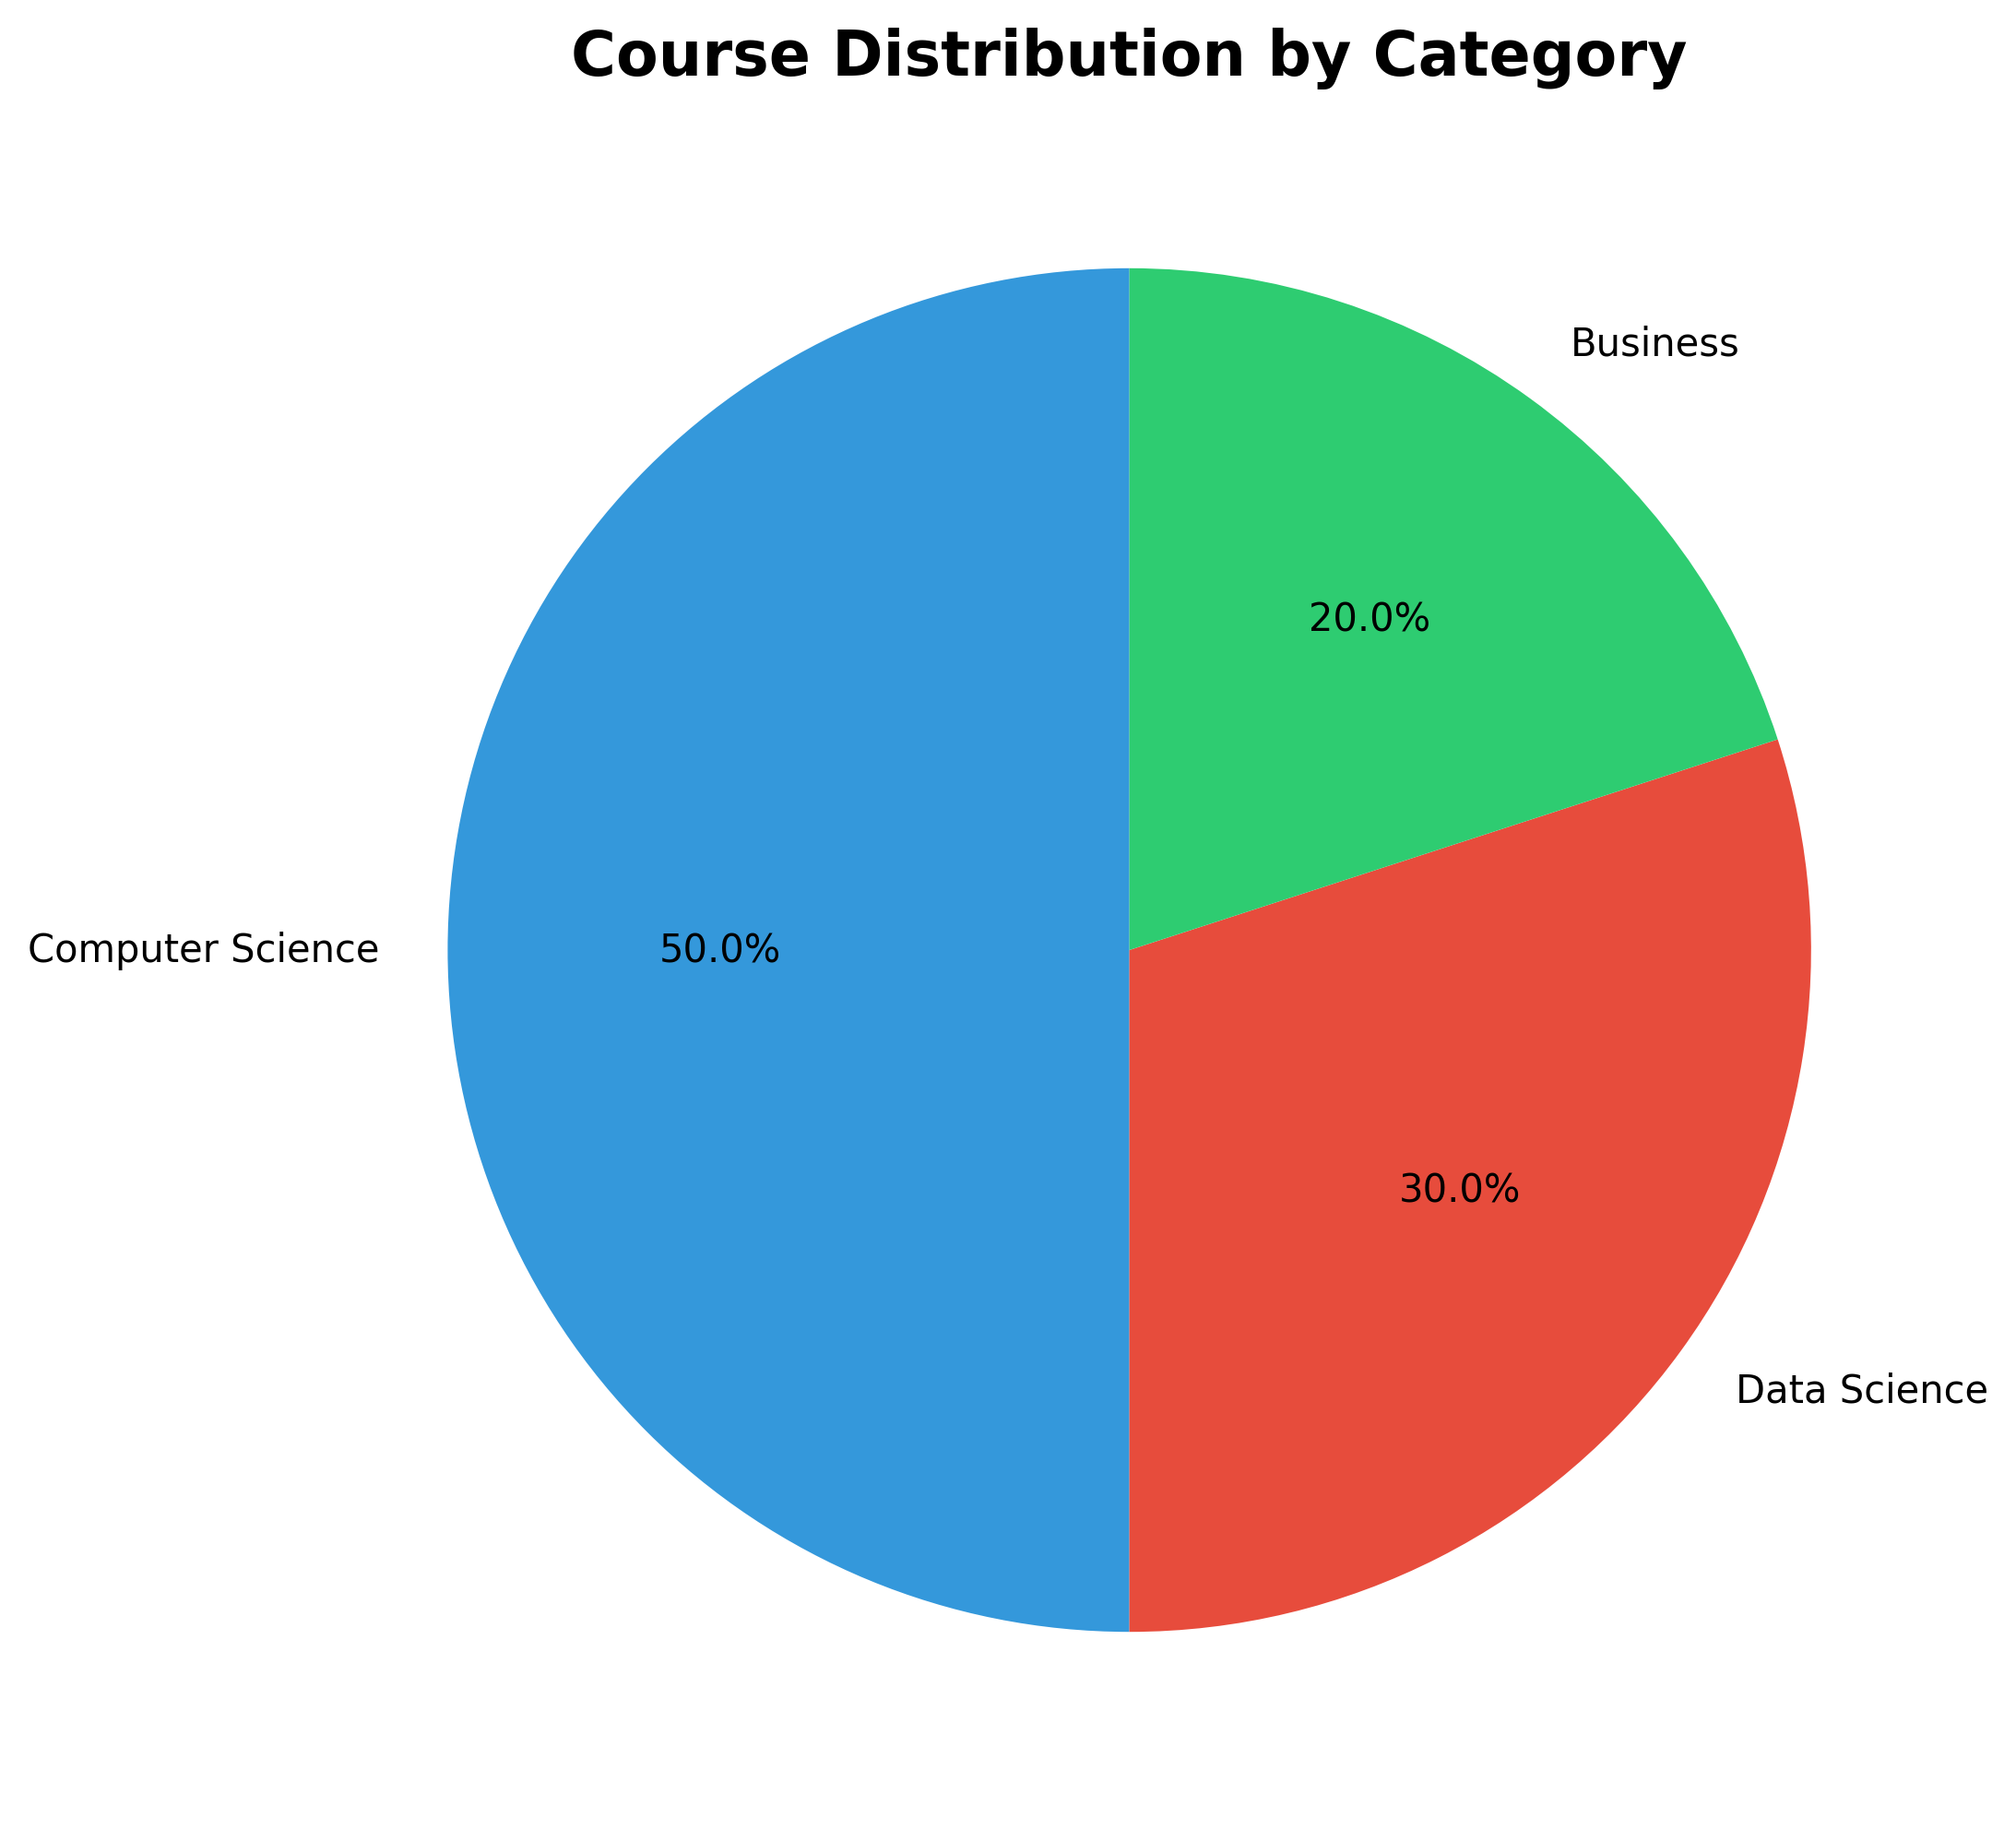 Course Distribution by Category
Business
20.0%
Computer Science
50.0%
30.0%
Data Science